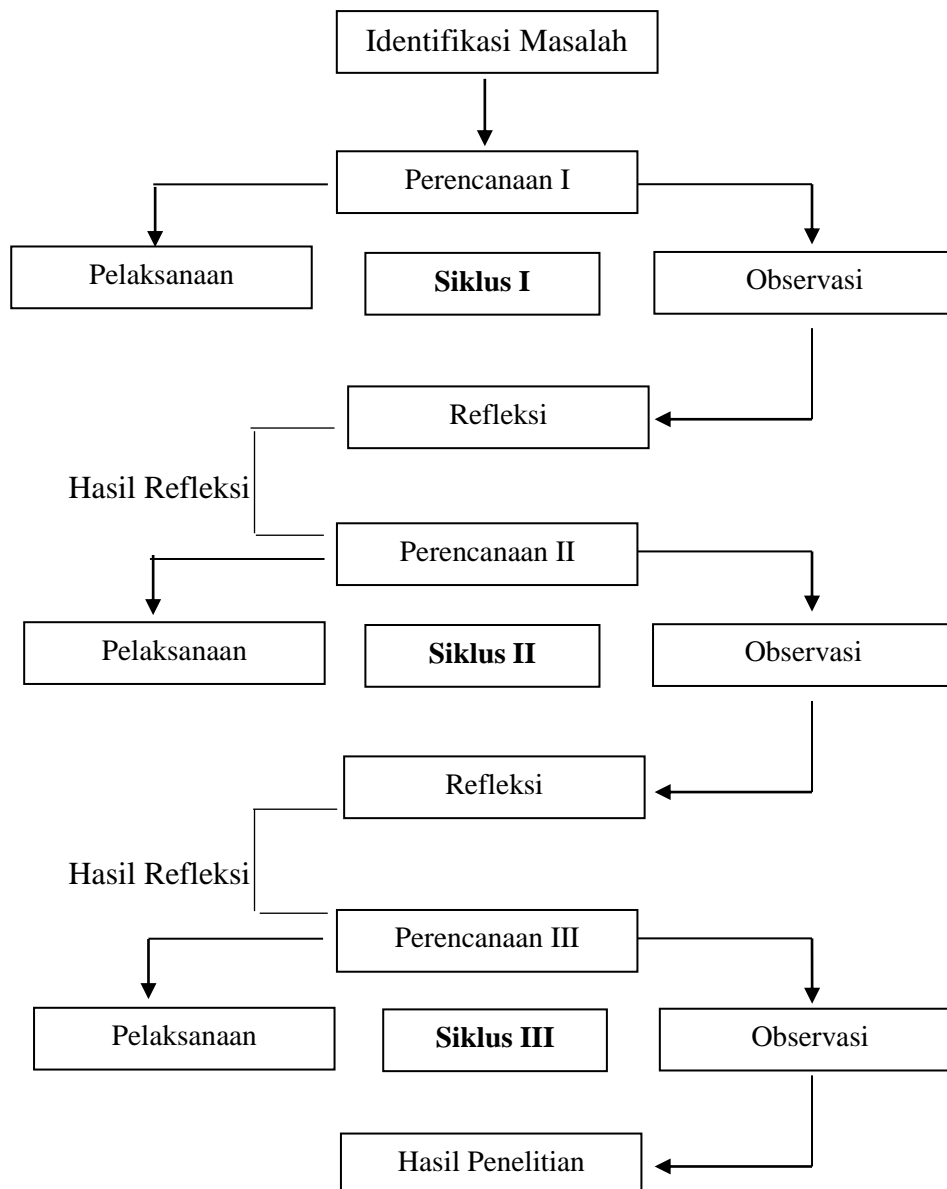 Identifikasi Masalah
Perencanaan I
Pelaksanaan
Siklus I
Observasi
Refleksi
Hasil Refleksi
Perencanaan II
Pelaksanaan
Siklus II
Observasi
Refleksi
Hasil Refleksi
Perencanaan III
Pelaksanaan
Siklus III
Observasi
Hasil Penelitian